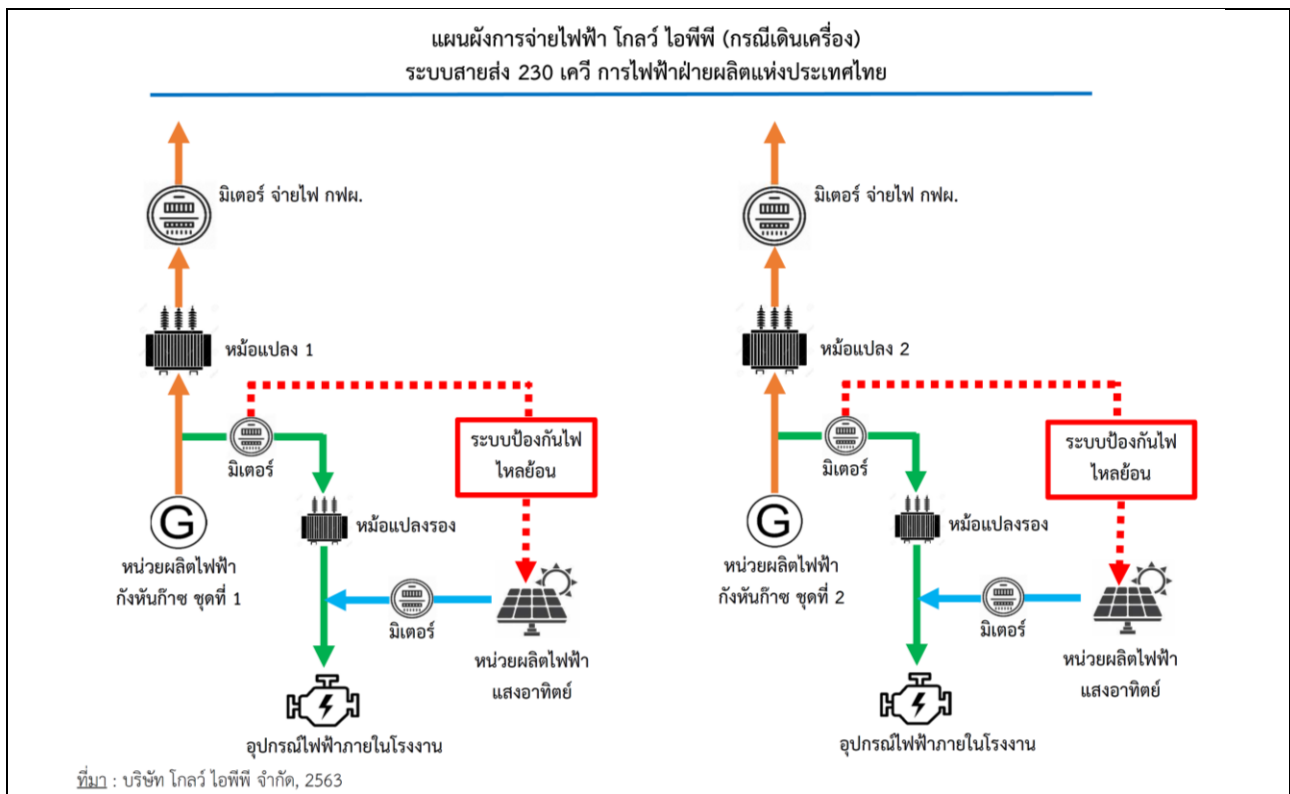 แผนผังการจ่ายไฟฟ้า โกลว์ ไอพีพี (กรณีเดินเครื่อง)
ระบบสายส่ง 230 เควี การไฟฟ้าฝ่ายผลิตแห่งประเทศไทย
มิเตอร์ จ่ายไฟ กฟผ.
หม้อแปลง 1
มิเตอร์
ระบบป้องกันไฟ
ไหลย้อน
G
หม้อแปลงรอง
หน่วยผลิตไฟฟ้า
กังหันก๊าซ ชุดที่ 1
มิเตอร์
หน่วยผลิตไฟฟ้า
แสงอาทิตย์
อุปกรณ์ไฟฟ้าภายในโรงงาน
มิเตอร์ จ่ายไฟ กฟผ.
หม้อแปลง 2
มิเตอร์
ระบบป้องกันไฟ
ไหลย้อน
G
หม้อแปลงรอง
หน่วยผลิตไฟฟ้า
กังหันก๊าซ ชุดที่ 2
มิเตอร์
หน่วยผลิตไฟฟ้า
แสงอาทิตย์
อุปกรณ์ไฟฟ้าภายในโรงงาน
ที่มา : บริษัท โกลว์ ไอพีพี จำกัด, 2563